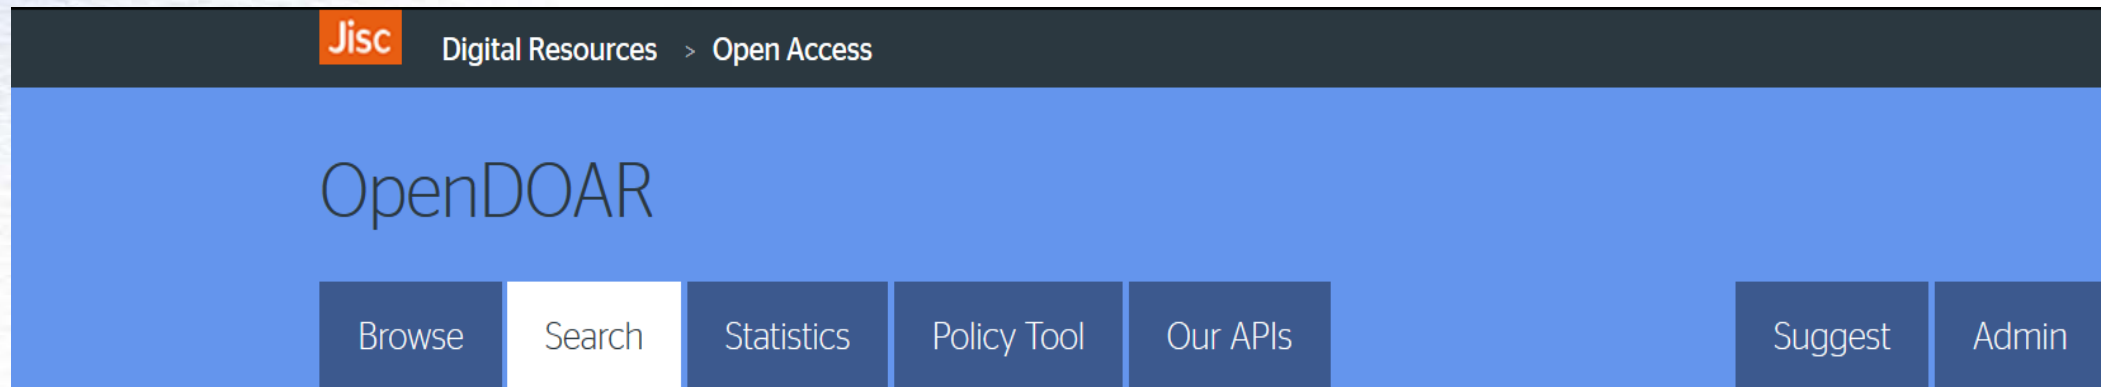 Jisc Digital Resources > Open Access
OpenDOAR
Browse Search Statistics Policy Tool Our APIs Suggest Admin